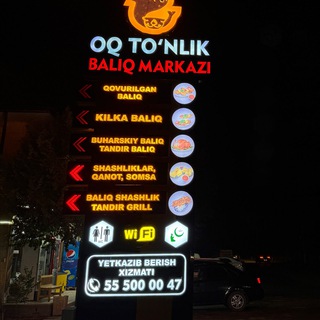 OQ TO'NLIK
BALIQ MARKAZI
QOVURILGAN
BALIQ
KILKA BALIQ
BUHARSKIY BALIQ
TANDIR BALIQ
SHASHLIKLAR,
QANOT, SOMSA
BALIQ SHASHLIK
TANDIR GRILL
WiFi
YETKAZIB BERISH
XIZMATI
55 500 00 47